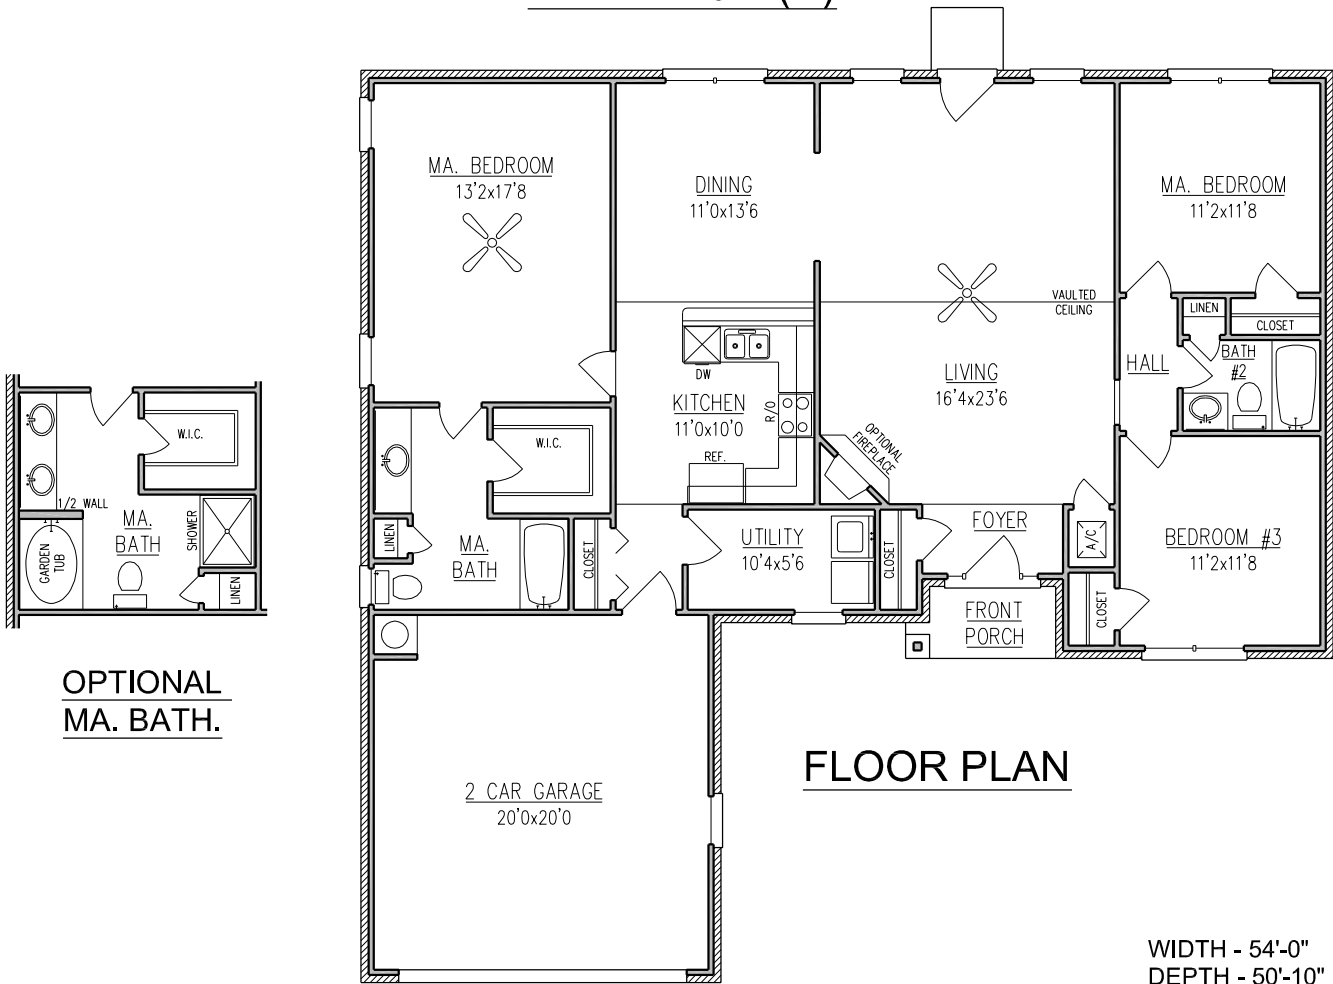 MA. BEDROOM
13'2x17'8
DINING
11'0x13'6
MA. BEDROOM
11'2x11'8
VAULTED
CEILING
LINEN
CLOSET
HALL
BATH
#2
LIVING
16'4x23'6
DW
KITCHEN
11'0x10'0
R/O
REF.
OPTIONAL
FIREPLACE
W.I.C.
W.I.C.
1/2 WALL
MA.
BATH
SHOWER
GARDEN
TUB
LINEN
LINEN
MA.
BATH
CLOSET
UTILITY
10'4x5'6
CLOSET
FOYER
A/C
BEDROOM #3
11'2x11'8
CLOSET
FRONT
PORCH
OPTIONAL
MA. BATH.
2 CAR GARAGE
20'0x20'0
FLOOR PLAN
WIDTH - 54'-0"
DEPTH - 50'-10"